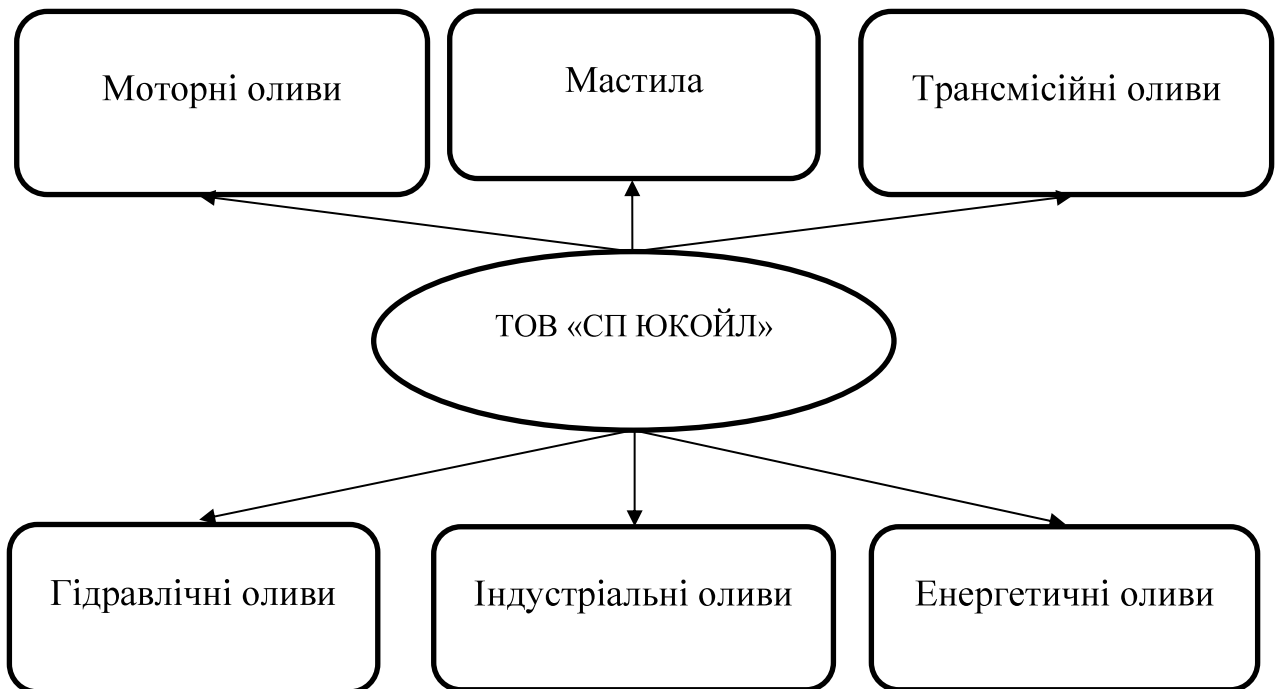 Моторні оливи
Мастила
Трансмісійні оливи
ТОВ «СП ЮКОЙЛ»
Гідравлічні оливи
Індустріальні оливи
Енергетичні оливи